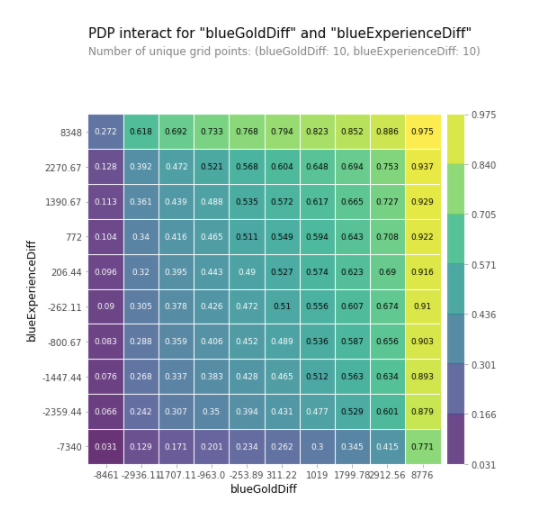 PDP interact for "blueGoldDiff" and "blueExperienceDiff"
Number of unique grid points: (blueGoldDiff: 10, blueExperienceDiff: 10)
8348 0.272 0.618 0.692 0.733 0.768 0.794 0.823 0.852 0.886 0.975
2270.67 0.128 0.392 0.472 0.521 0.568 0.604 0.648 0.694 0.753 0.937
1390.67 0.113 0.361 0.439 0.488 0.535 0.572 0.617 0.665 0.727 0.929
772 0.104 0.34 0.416 0.465 0.511 0.549 0.594 0.643 0.708 0.922
206.44 0.096 0.32 0.395 0.443 0.49 0.527 0.574 0.623 0.69 0.916
-262.11 0.09 0.305 0.378 0.426 0.472 0.51 0.556 0.607 0.674 0.91
-800.67 0.083 0.288 0.359 0.406 0.452 0.489 0.536 0.587 0.656 0.903
-1447.44 0.076 0.268 0.337 0.383 0.428 0.465 0.512 0.563 0.634 0.893
-2359.44 0.066 0.242 0.307 0.35 0.394 0.431 0.477 0.529 0.601 0.879
-7340 0.031 0.129 0.171 0.201 0.234 0.262 0.3 0.345 0.415 0.771
-8461 -2936.11 -1707.11 -963.0 -253.89 311.22 1019 1799.78 2912.56 8776
blueGoldDiff
blueExperienceDiff
0.975
0.840
0.705
0.571
0.436
0.301
0.166
0.031